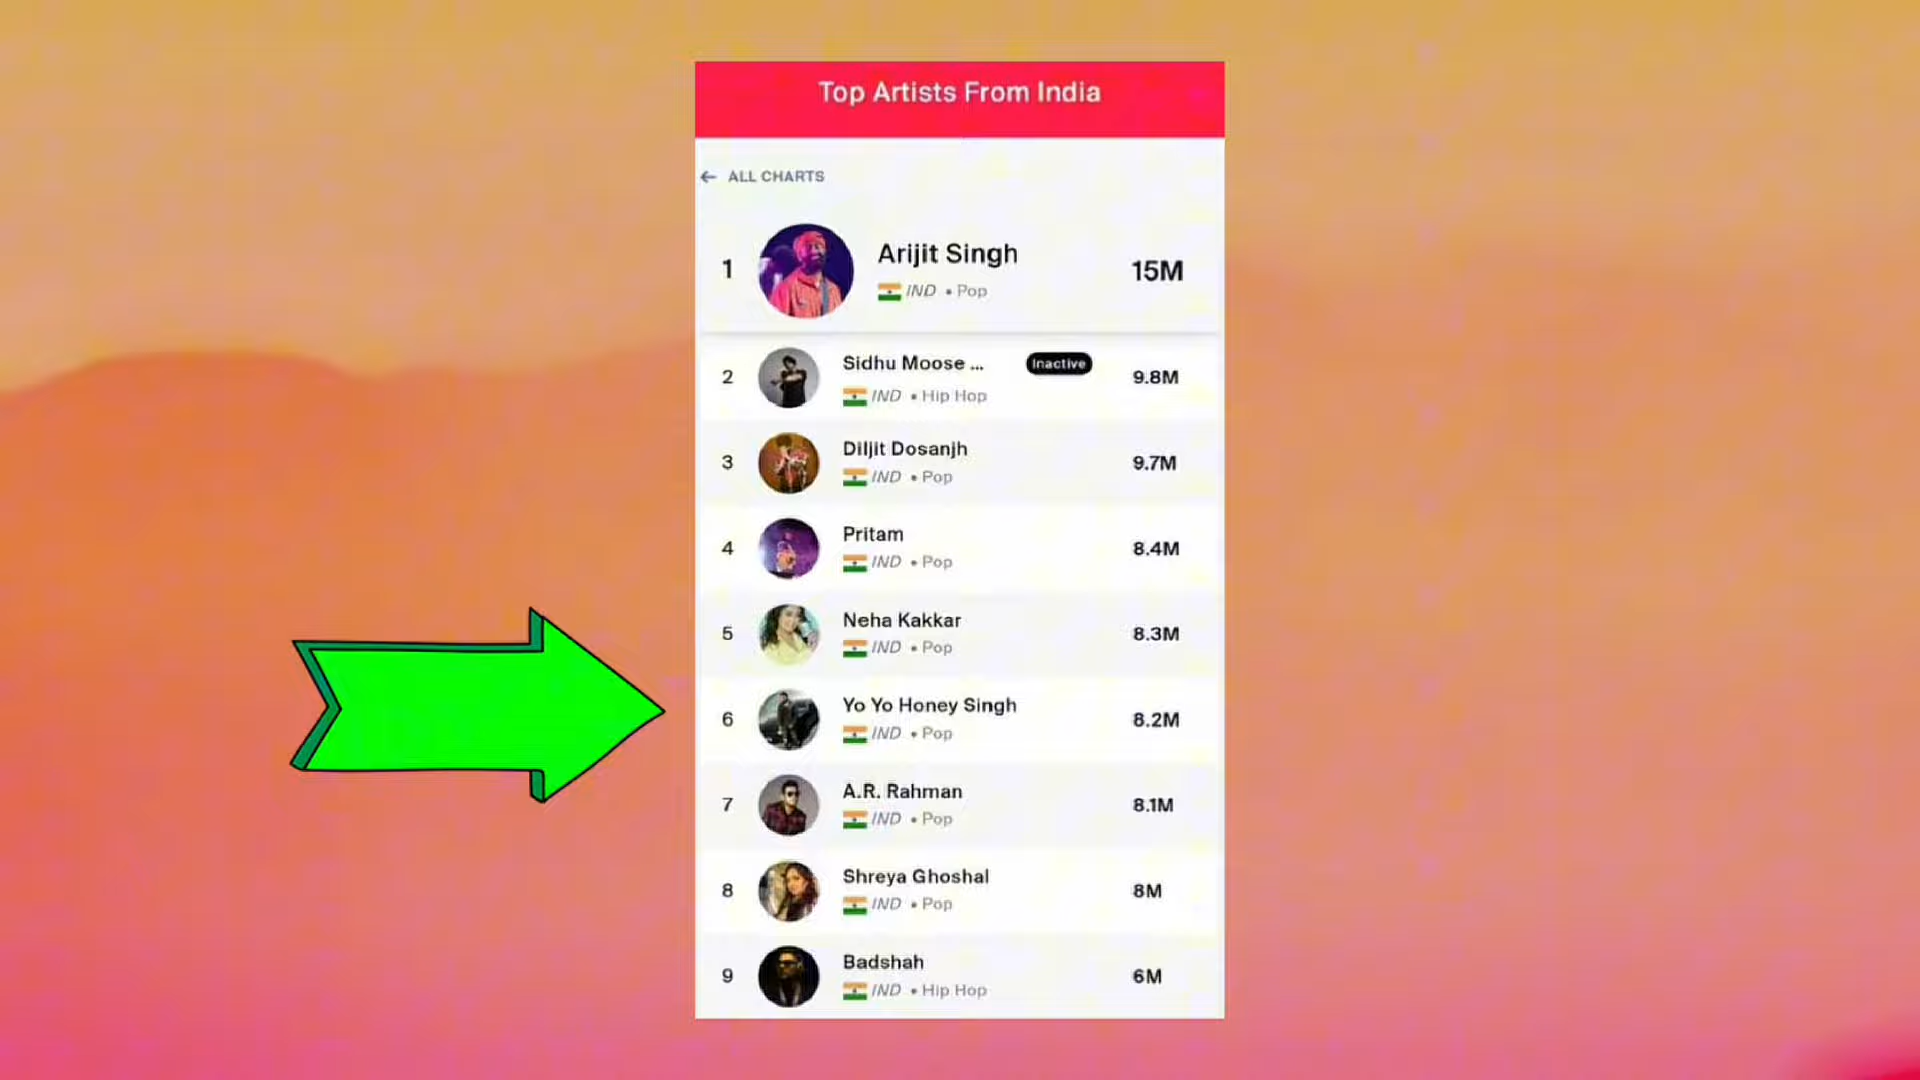 Top Artists From India
← ALL CHARTS
1 Arijit Singh 15M
IND • Pop
2 Sidhu Moose ... Inactive 9.8M
IND • Hip Hop
3 Diljit Dosanjh 9.7M
IND • Pop
4 Pritam 8.4M
IND • Pop
5 Neha Kakkar 8.3M
IND • Pop
6 Yo Yo Honey Singh 8.2M
IND • Pop
7 A.R. Rahman 8.1M
IND • Pop
8 Shreya Ghoshal 8M
IND • Pop
9 Badshah 6M
IND • Hip Hop